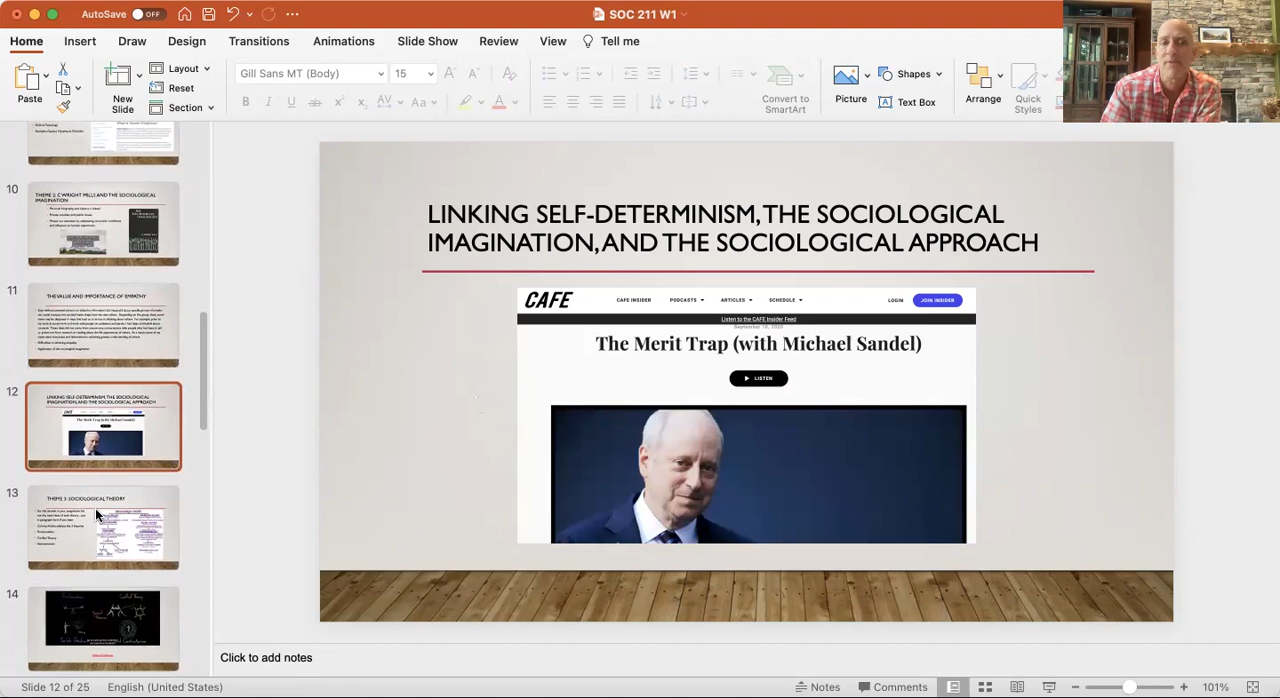 AutoSave OFF
SOC 211 W1
Home Insert Draw Design Transitions Animations Slide Show Review View Tell me
Paste
New
Slide
Layout
Reset
Section
Gill Sans MT (Body) 15
Convert to
SmartArt
Picture
Shapes
Text Box
Arrange
Quick
Styles
10
THEME 2: C WRIGHT MILLS AND THE SOCIOLOGICAL
IMAGINATION
11
THE VALUE AND IMPORTANCE OF EMPATHY
12
LINKING SELF-DETERMINISM, THE SOCIOLOGICAL
IMAGINATION, AND THE SOCIOLOGICAL APPROACH
13
THEME 3: SOCIOLOGICAL THEORY
14
LINKING SELF-DETERMINISM, THE SOCIOLOGICAL
IMAGINATION, AND THE SOCIOLOGICAL APPROACH
CAFE
CAFE INSIDER PODCASTS ARTICLES SCHEDULE LOGIN JOIN INSIDER
Listen to the CAFE Insider Feed
September 18, 2020
The Merit Trap (with Michael Sandel)
LISTEN
Click to add notes
Slide 12 of 25 English (United States) Notes Comments 101%